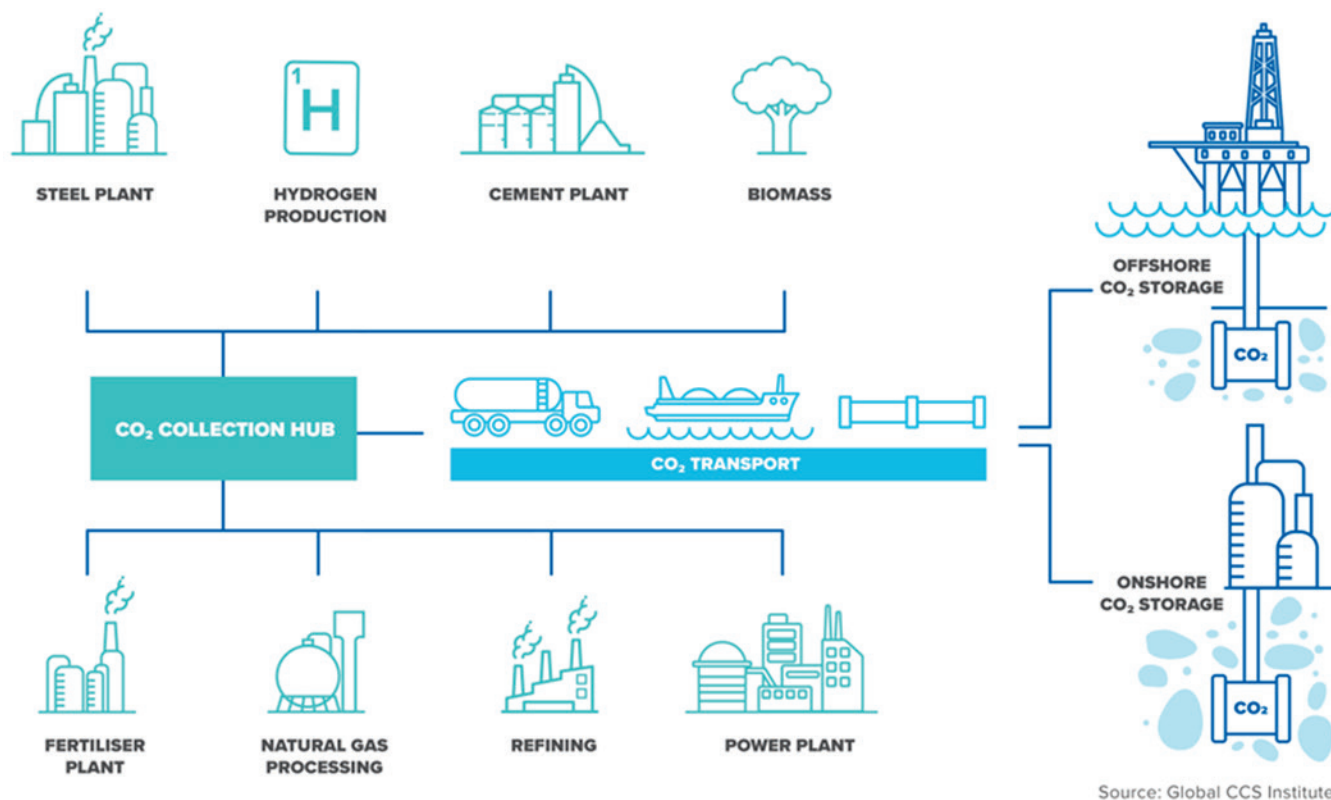 1
H
STEEL PLANT
HYDROGEN
PRODUCTION
CEMENT PLANT
BIOMASS
OFFSHORE
CO₂ STORAGE
CO₂
CO₂ COLLECTION HUB
CO₂ TRANSPORT
ONSHORE
CO₂ STORAGE
CO₂
FERTILISER
PLANT
NATURAL GAS
PROCESSING
REFINING
POWER PLANT
Source: Global CCS Institute